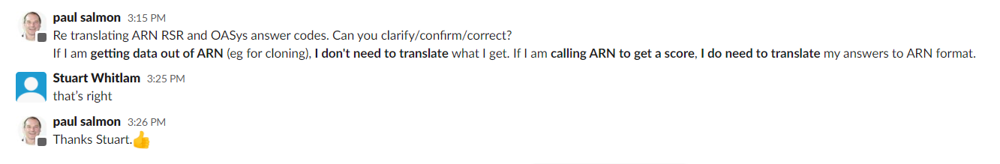 paul salmon 3:15 PM
Re translating ARN RSR and OASys answer codes. Can you clarify/confirm/correct?
If I am getting data out of ARN (eg for cloning), I don't need to translate what I get. If I am calling ARN to get a score, I do need to translate my answers to ARN format.
Stuart Whitlam 3:25 PM
that’s right
paul salmon 3:26 PM
Thanks Stuart.👍